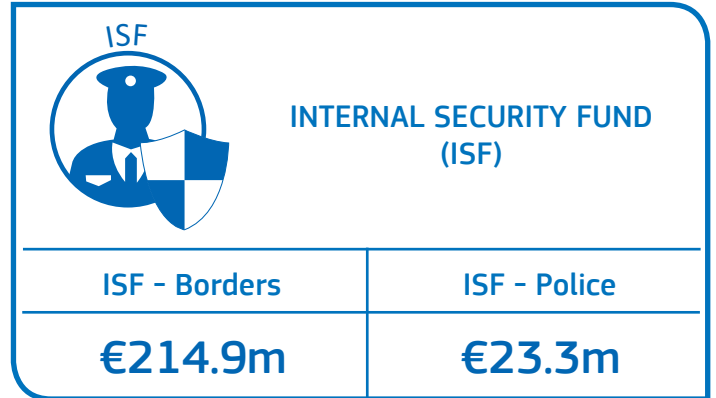 ISF
INTERNAL SECURITY FUND
(ISF)
ISF - Borders
ISF - Police
€214.9m
€23.3m